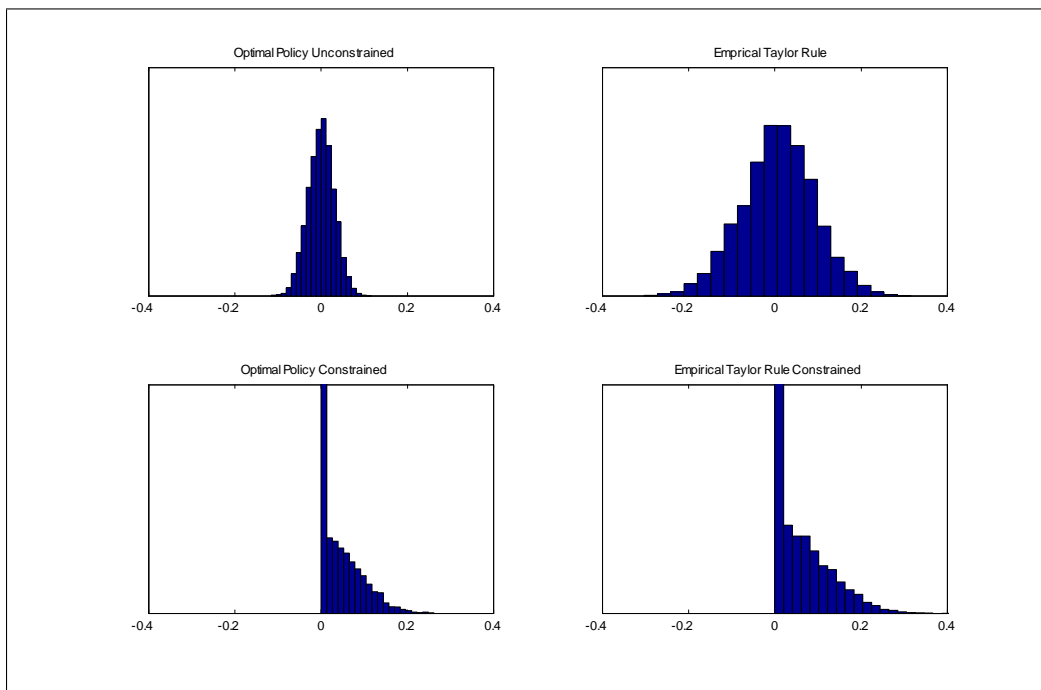 Optimal Policy Unconstrained
-0.4 -0.2 0 0.2 0.4
Emprical Taylor Rule
-0.4 -0.2 0 0.2 0.4
Optimal Policy Constrained
-0.4 -0.2 0 0.2 0.4
Empirical Taylor Rule Constrained
-0.4 -0.2 0 0.2 0.4